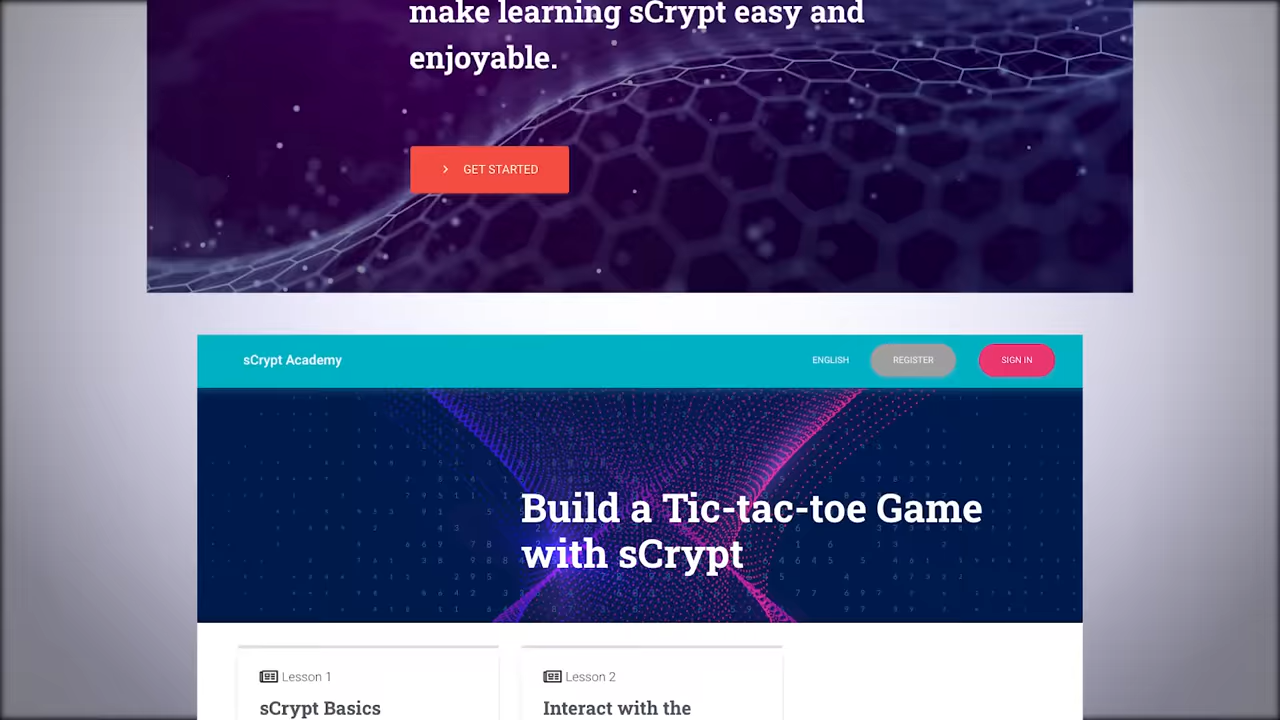 make learning sCrypt easy and
enjoyable.
GET STARTED
sCrypt Academy
ENGLISH
REGISTER
SIGN IN
Build a Tic-tac-toe Game
with sCrypt
Lesson 1
sCrypt Basics
Lesson 2
Interact with the